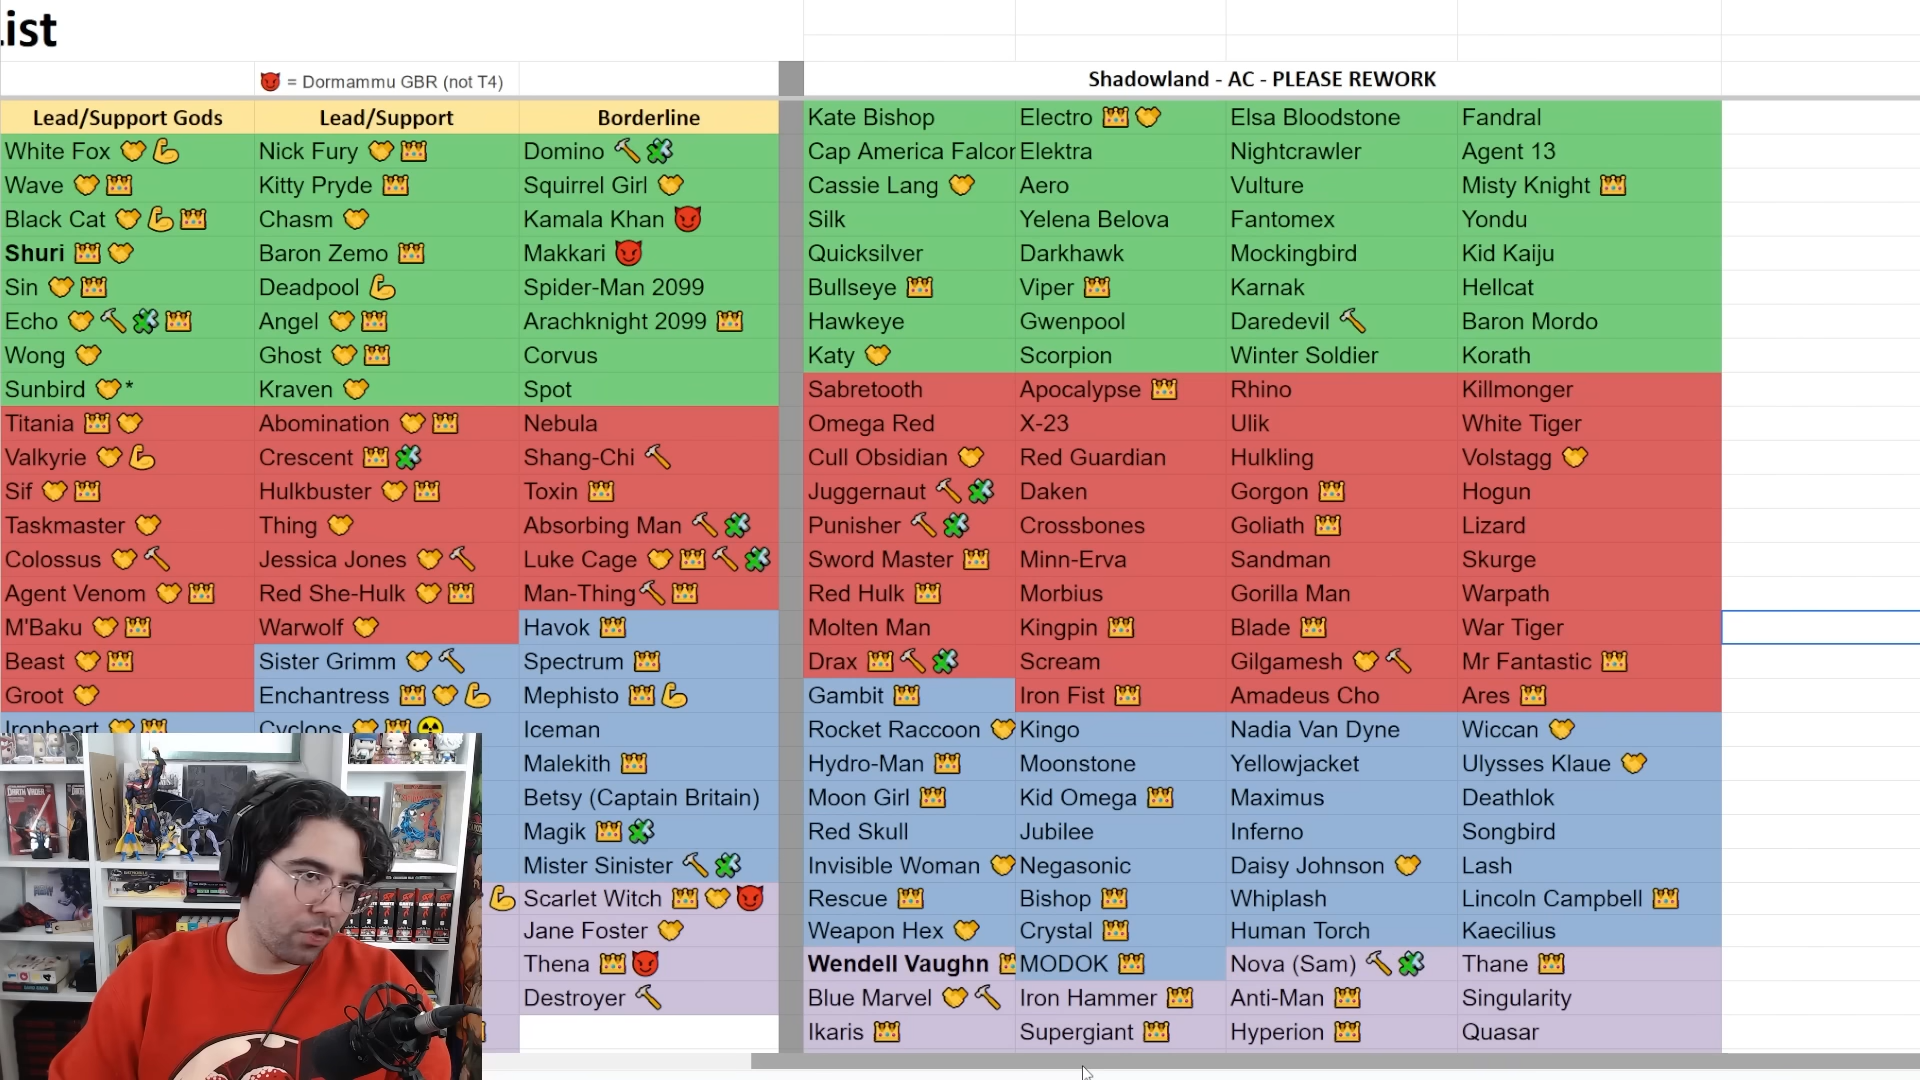 ist
😈 = Dormammu GBR (not T4)
Shadowland - AC - PLEASE REWORK
Lead/Support Gods Lead/Support Borderline Kate Bishop Electro 👑🤝 Elsa Bloodstone Fandral
White Fox Nick Fury Domino Cap America Falcon Elektra Nightcrawler Agent 13
Wave Kitty Pryde Squirrel Girl Cassie Lang Aero Vulture Misty Knight
Black Cat Chasm Kamala Khan Silk Yelena Belova Fantomex Yondu
Shuri Baron Zemo Makkari Quicksilver Darkhawk Mockingbird Kid Kaiju
Sin Deadpool Spider-Man 2099 Bullseye Viper Karnak Hellcat
Echo Angel Arachknight 2099 Hawkeye Gwenpool Daredevil Baron Mordo
Wong Ghost Corvus Katy Scorpion Winter Soldier Korath
Sunbird * Kraven Spot Sabretooth Apocalypse Rhino Killmonger
Titania Abomination Nebula Omega Red X-23 Ulik White Tiger
Valkyrie Crescent Shang-Chi Cull Obsidian Red Guardian Hulkling Volstagg
Sif Hulkbuster Toxin Juggernaut Daken Gorgon Hogun
Taskmaster Thing Absorbing Man Punisher Crossbones Goliath Lizard
Colossus Jessica Jones Luke Cage Sword Master Minn-Erva Sandman Skurge
Agent Venom Red She-Hulk Man-Thing Red Hulk Morbius Gorilla Man Warpath
M'Baku Warwolf Havok Molten Man Kingpin Blade War Tiger
Beast Sister Grimm Spectrum Drax Scream Gilgamesh Mr Fantastic
Groot Enchantress Mephisto Gambit Iron Fist Amadeus Cho Ares
Ironheart Cyclops Iceman Rocket Raccoon Kingo Nadia Van Dyne Wiccan
Malekith Hydro-Man Moonstone Yellowjacket Ulysses Klaue
Betsy (Captain Britain) Moon Girl Kid Omega Maximus Deathlok
Magik Red Skull Jubilee Inferno Songbird
Mister Sinister Invisible Woman Negasonic Daisy Johnson Lash
Scarlet Witch Rescue Bishop Whiplash Lincoln Campbell
Jane Foster Weapon Hex Crystal Human Torch Kaecilius
Thena Wendell Vaughn MODOK Nova (Sam) Thane
Destroyer Blue Marvel Iron Hammer Anti-Man Singularity
Ikaris Supergiant Hyperion Quasar
DARTH VADER